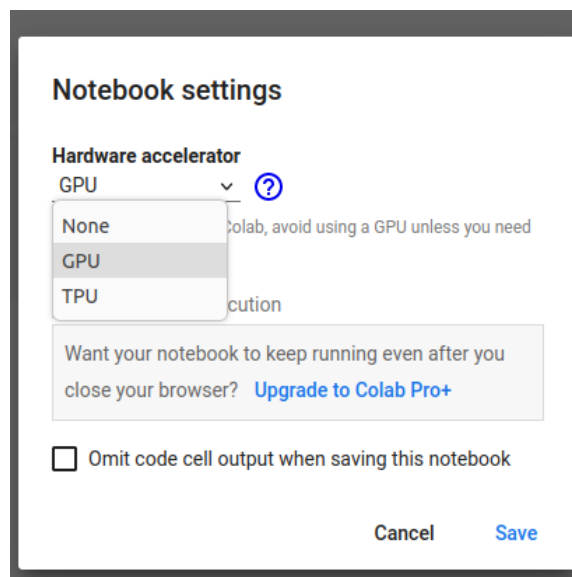 Notebook settings
Hardware accelerator
GPU
None
GPU
TPU
Colab, avoid using a GPU unless you need
cution
Want your notebook to keep running even after you
close your browser? Upgrade to Colab Pro+
Omit code cell output when saving this notebook
Cancel Save